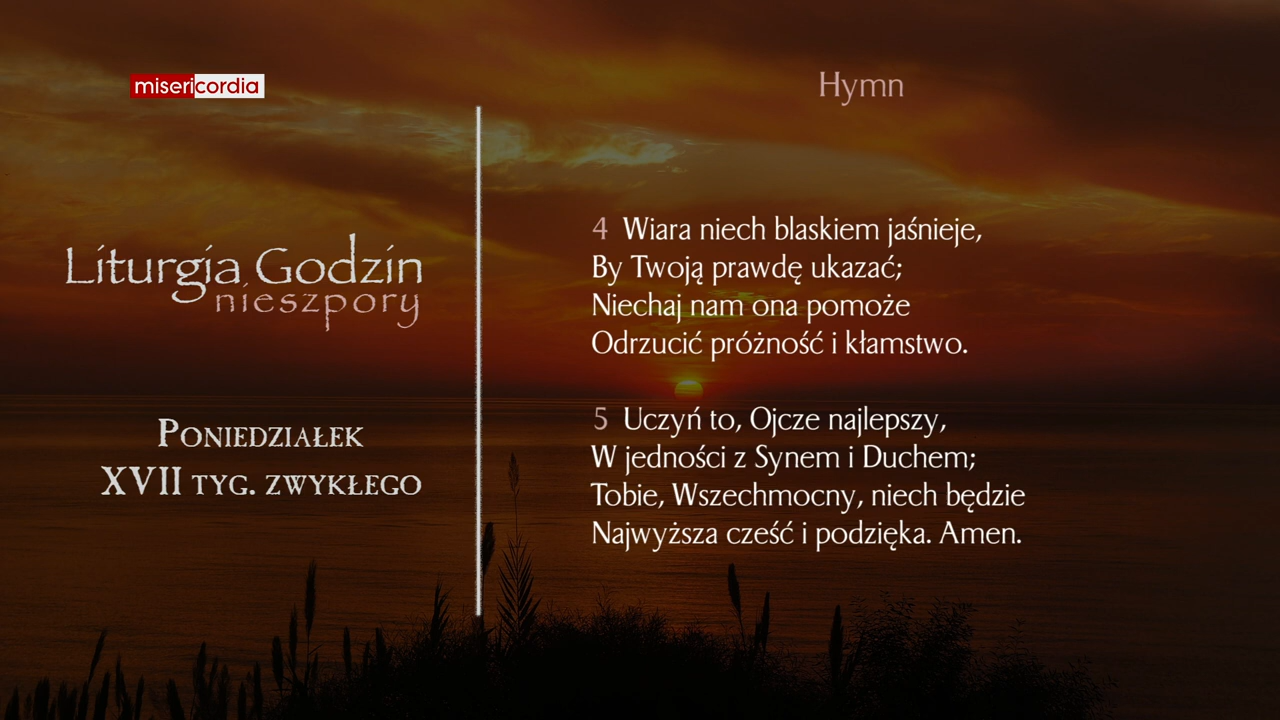 misericordia
Liturgia Godzin
nieszpory
Poniedziałek
XVII tyg. zwykłego
Hymn
4 Wiara niech blaskiem jaśnieje,
By Twoją prawdę ukazać;
Niechaj nam ona pomoże
Odrzucić próżność i kłamstwo.
5 Uczyń to, Ojcze najlepszy,
W jedności z Synem i Duchem;
Tobie, Wszechmocny, niech będzie
Najwyższa cześć i podzięka. Amen.